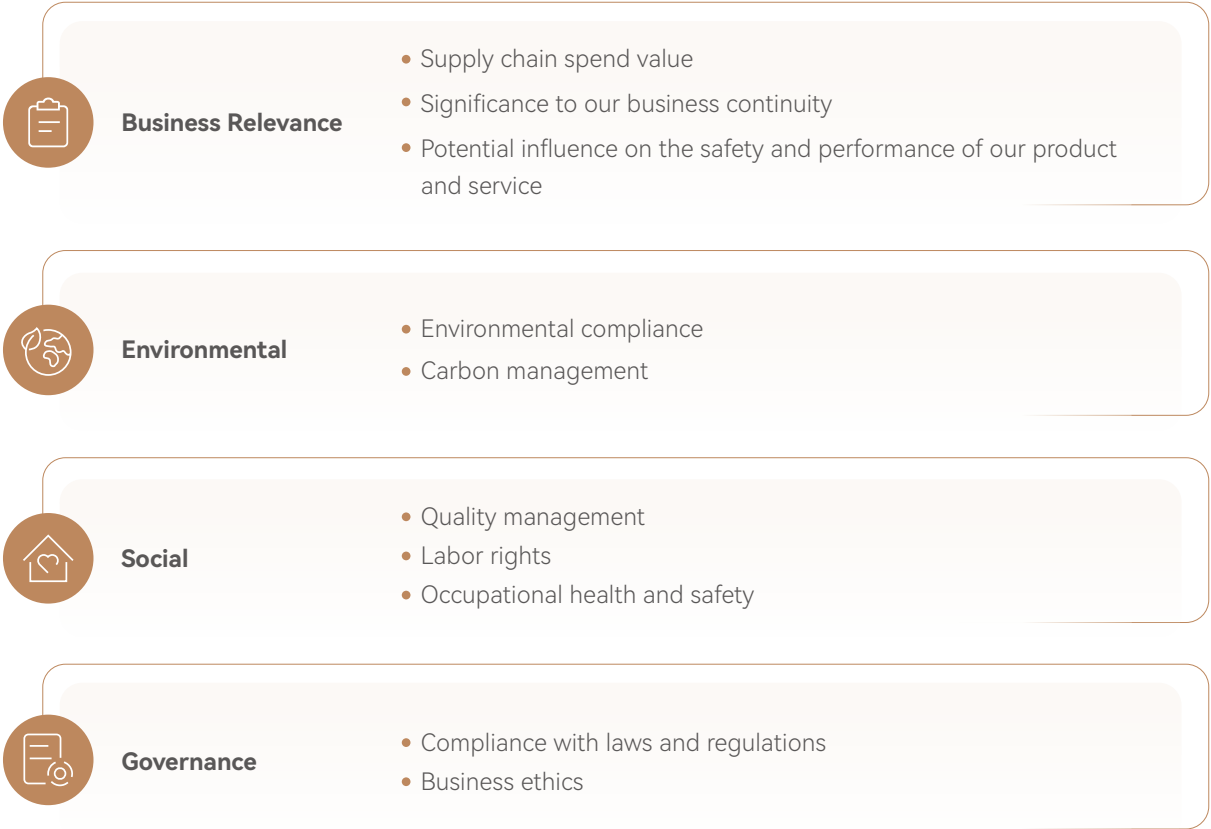 Business Relevance
• Supply chain spend value
• Significance to our business continuity
• Potential influence on the safety and performance of our product
and service
Environmental
• Environmental compliance
• Carbon management
Social
• Quality management
• Labor rights
• Occupational health and safety
Governance
• Compliance with laws and regulations
• Business ethics